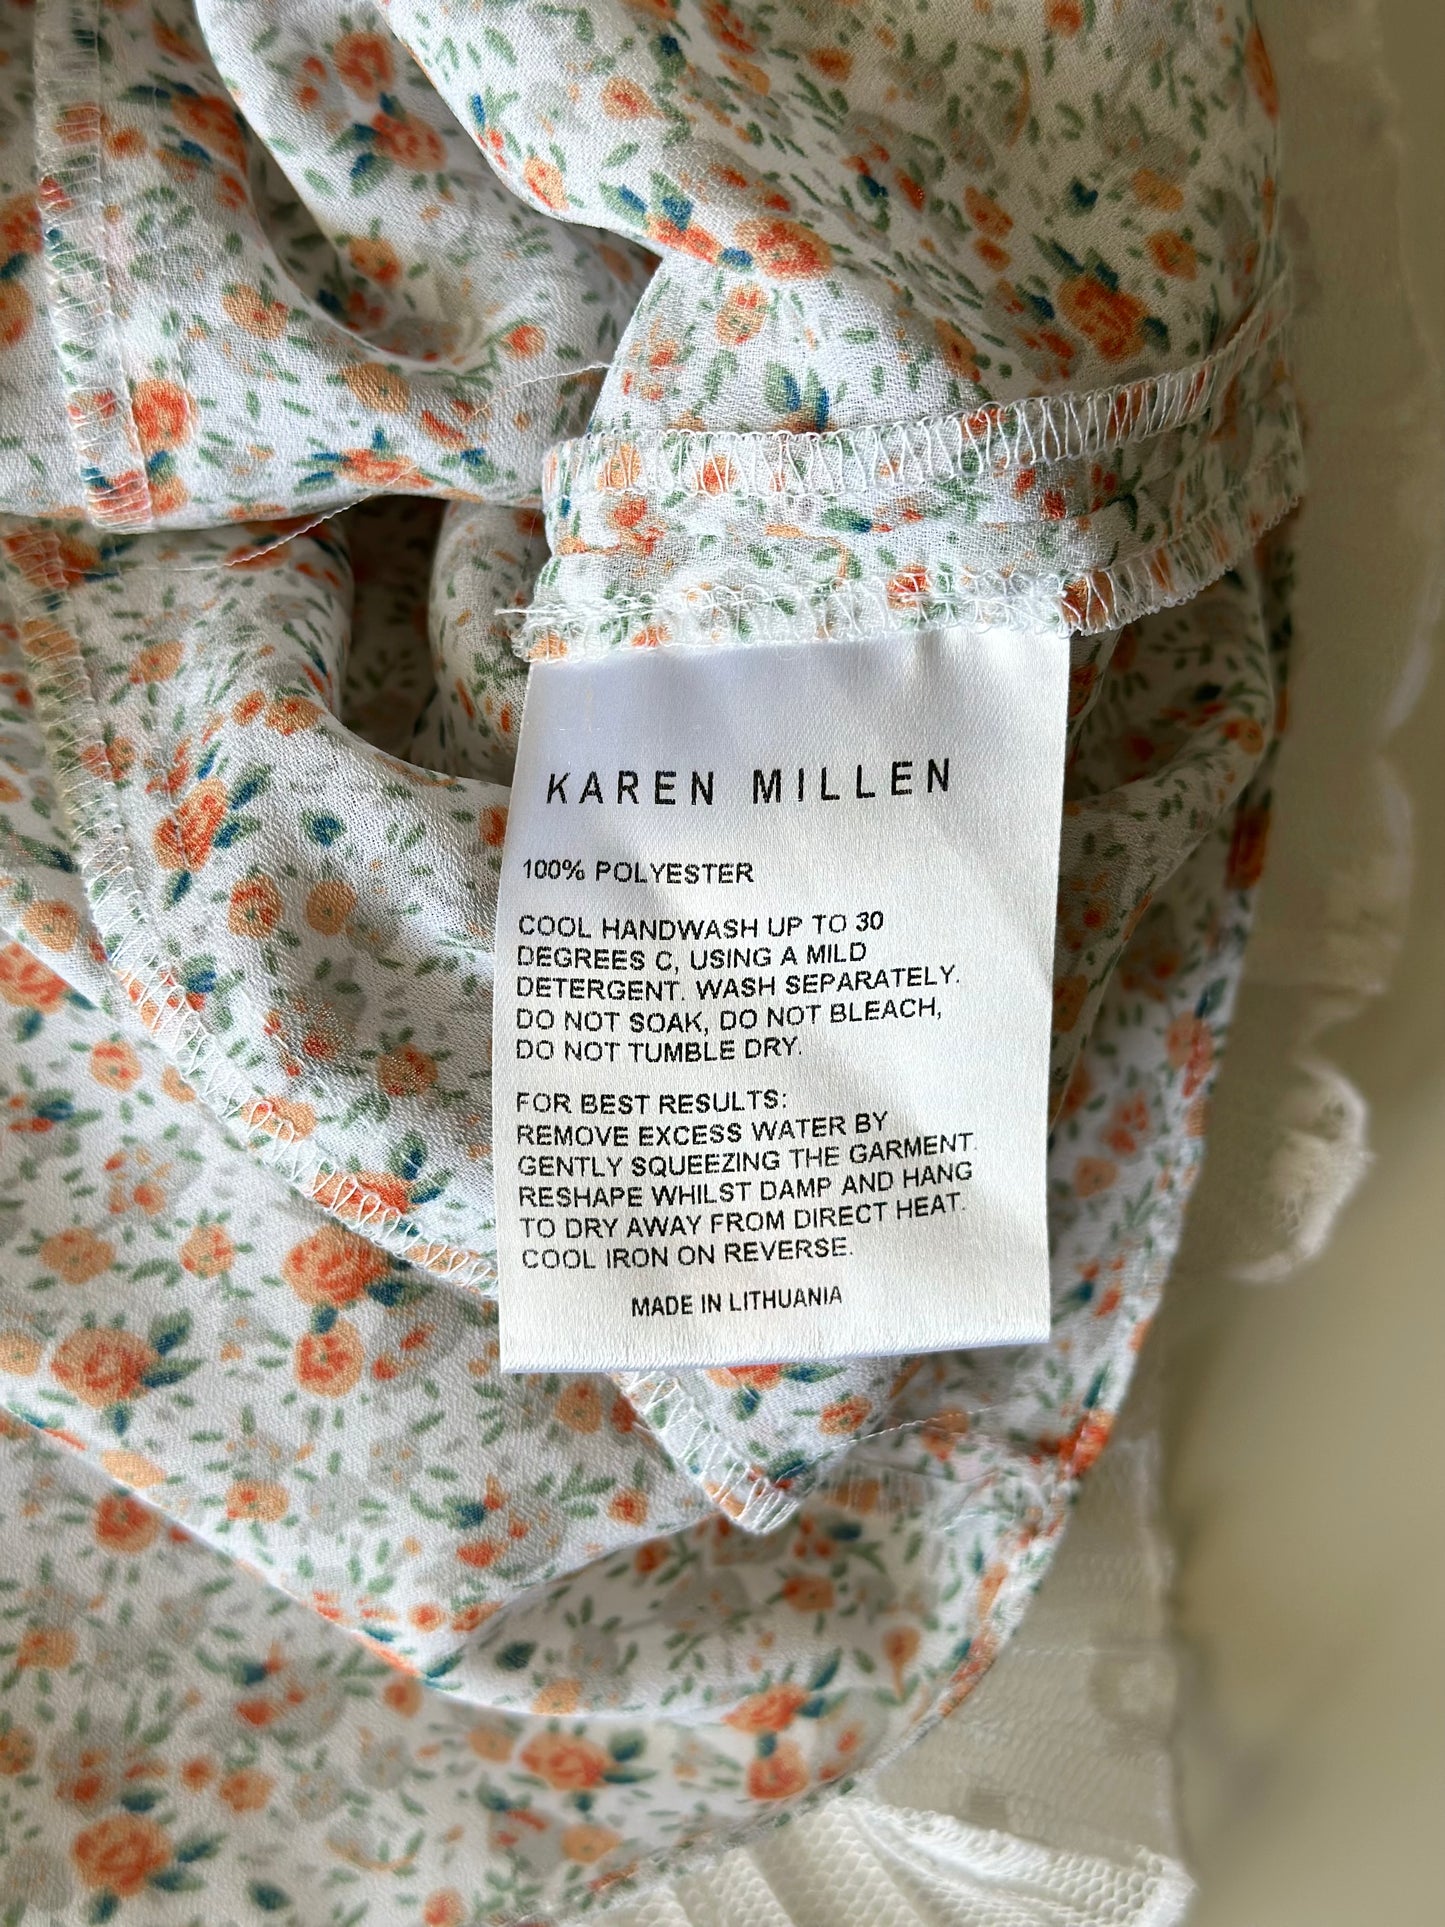 KAREN MILLEN
100% POLYESTER
COOL HANDWASH UP TO 30
DEGREES C, USING A MILD
DETERGENT. WASH SEPARATELY.
DO NOT SOAK, DO NOT BLEACH,
DO NOT TUMBLE DRY.
FOR BEST RESULTS:
REMOVE EXCESS WATER BY
GENTLY SQUEEZING THE GARMENT.
RESHAPE WHILST DAMP AND HANG
TO DRY AWAY FROM DIRECT HEAT.
COOL IRON ON REVERSE.
MADE IN LITHUANIA